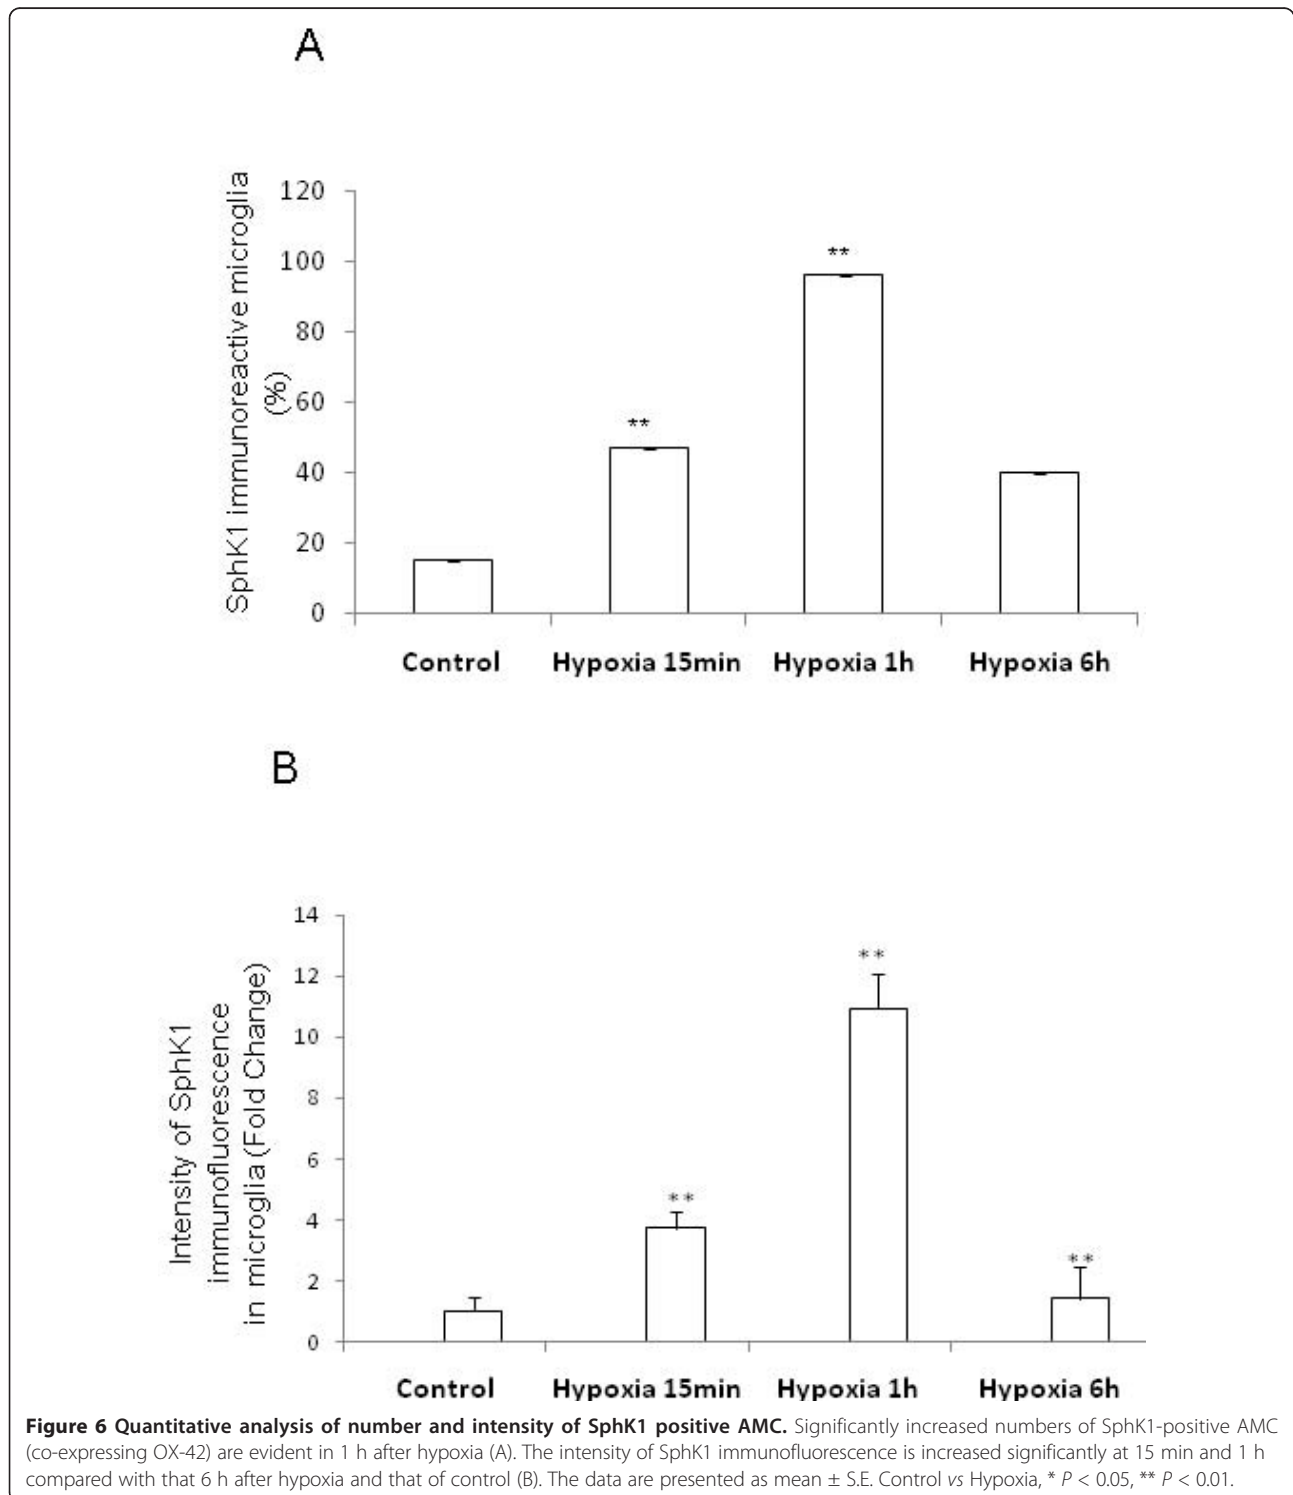 A
SphK1 immunoreactive microglia
(%)
120
100
80
60
40
20
0
**
**
Control
Hypoxia 15min
Hypoxia 1h
Hypoxia 6h
B
Intensity of SphK1
immunofluorescence
in microglia (Fold Change)
14
12
10
8
6
4
2
0
**
**
**
Control
Hypoxia 15min
Hypoxia 1h
Hypoxia 6h
Figure 6 Quantitative analysis of number and intensity of SphK1 positive AMC. Significantly increased numbers of SphK1-positive AMC
(co-expressing OX-42) are evident in 1 h after hypoxia (A). The intensity of SphK1 immunofluorescence is increased significantly at 15 min and 1 h
compared with that 6 h after hypoxia and that of control (B). The data are presented as mean ± S.E. Control vs Hypoxia, * P < 0.05, ** P < 0.01.